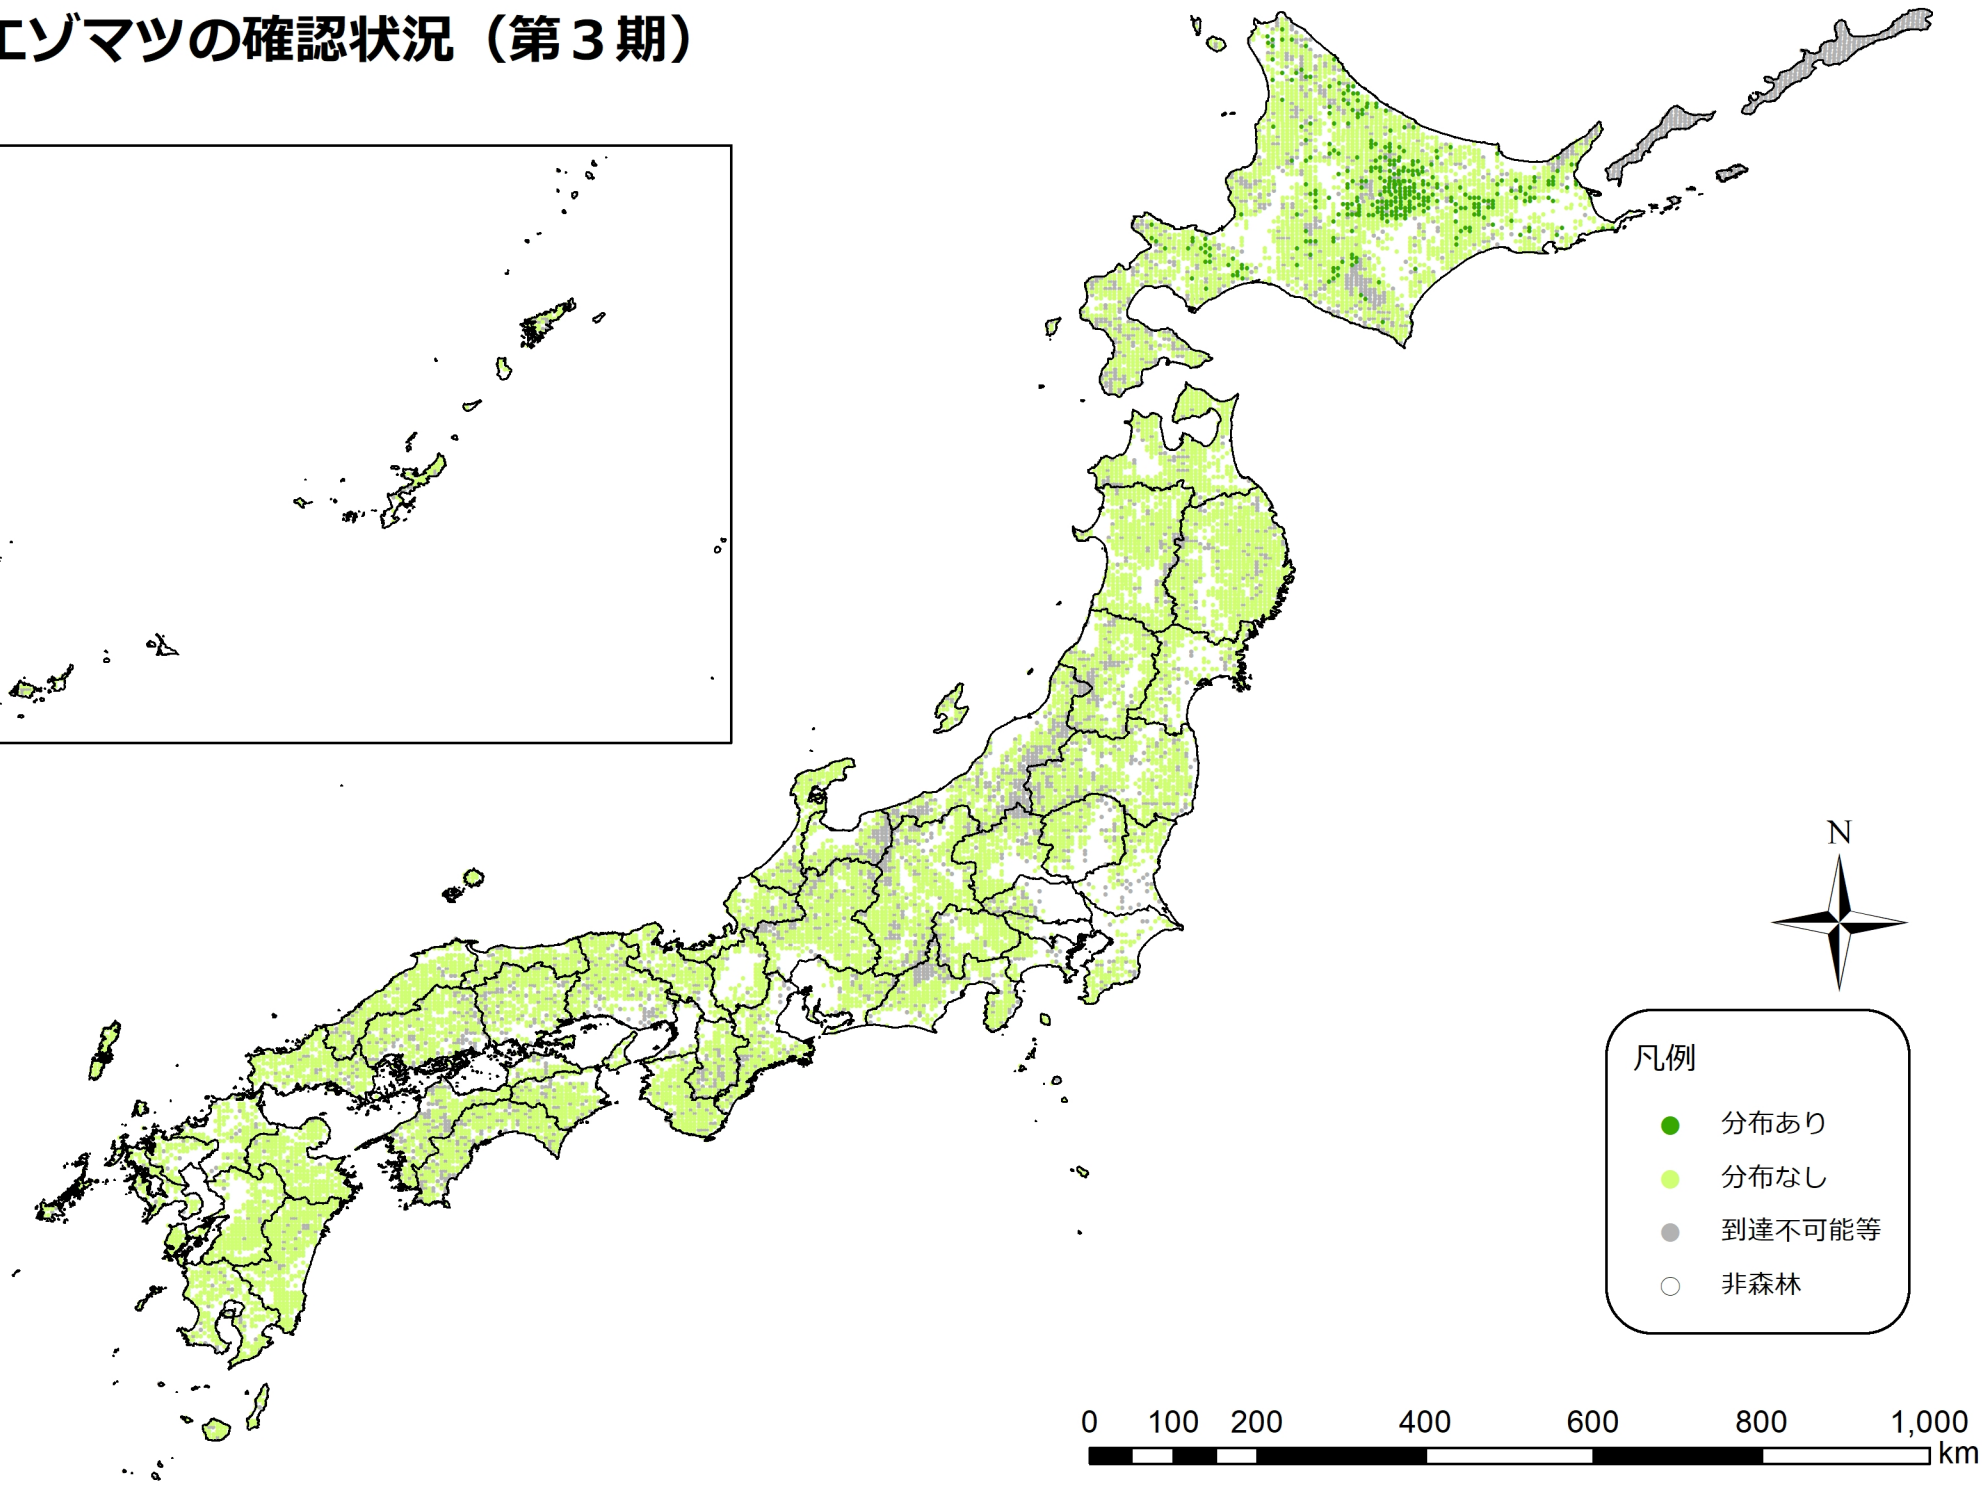 エゾマツの確認状況（第３期）
N
凡例
分布あり
分布なし
到達不可能等
非森林
0 100 200 400 600 800 1,000
km